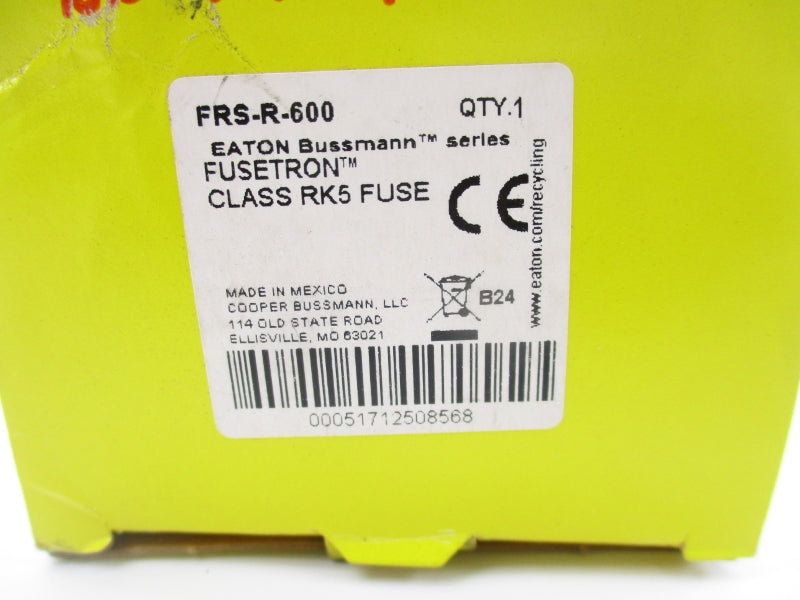 FRS-R-600 QTY.1
EATON Bussmann™ series
FUSETRON™
CLASS RK5 FUSE
CE
www.eaton.com/recycling
MADE IN MEXICO
COOPER BUSSMANN, LLC
114 OLD STATE ROAD
ELLISVILLE, MO 63021
B24
00051712508568